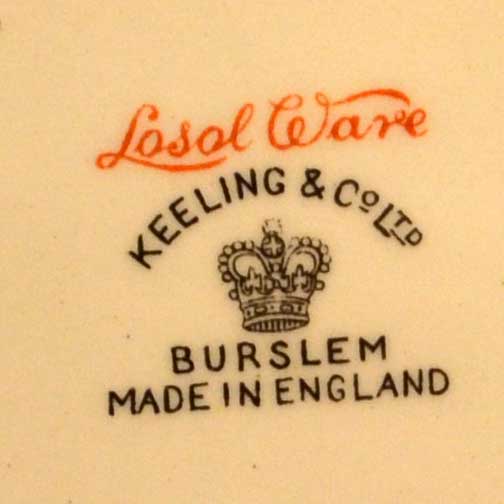 Losol Ware
KEELING & Co LTD
BURSLEM
MADE IN ENGLAND